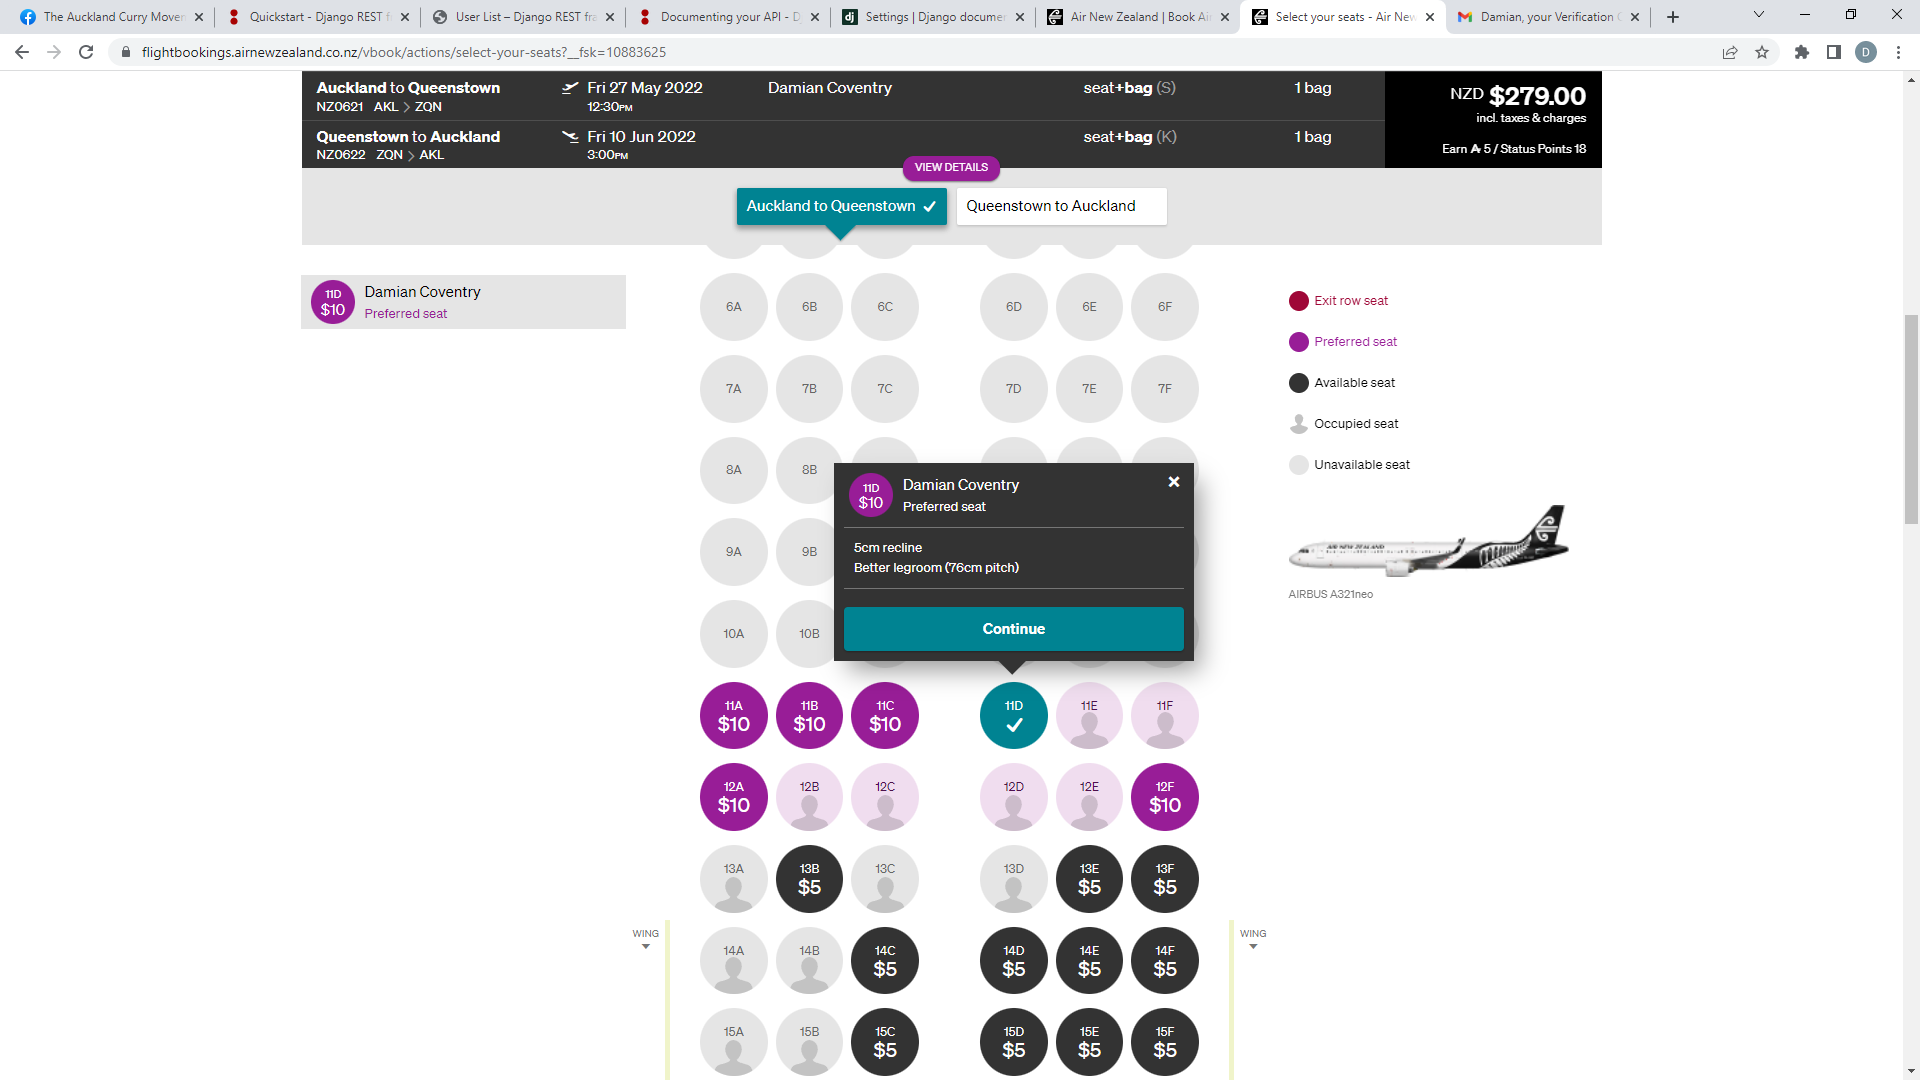 The Auckland Curry Movem
Quickstart - Django REST f
User List – Django REST fra
Documenting your API - D
Settings | Django documen
Air New Zealand | Book Air
Select your seats - Air New
Damian, your Verification C
flightbookings.airnewzealand.co.nz/vbook/actions/select-your-seats?__fsk=10883625
D
Auckland to Queenstown
NZ0621 AKL > ZQN
Fri 27 May 2022
12:30PM
Damian Coventry
seat+bag (S)
1 bag
Queenstown to Auckland
NZ0622 ZQN > AKL
Fri 10 Jun 2022
3:00PM
seat+bag (K)
1 bag
NZD $279.00
incl. taxes & charges
Earn 5 / Status Points 18
VIEW DETAILS
Auckland to Queenstown
Queenstown to Auckland
11D
$10
Damian Coventry
Preferred seat
6A 6B 6C 6D 6E 6F
7A 7B 7C 7D 7E 7F
8A 8B
9A 9B
10A 10B
11D
$10
Damian Coventry
Preferred seat
5cm recline
Better legroom (76cm pitch)
Continue
11A 11B 11C 11D 11E 11F
$10 $10 $10
12A 12B 12C 12D 12E 12F
$10 $10
13A 13B 13C 13D 13E 13F
$5 $5 $5
WING WING
14A 14B 14C 14D 14E 14F
$5 $5 $5 $5
15A 15B 15C 15D 15E 15F
$5 $5 $5 $5
Exit row seat
Preferred seat
Available seat
Occupied seat
Unavailable seat
AIR NEW ZEALAND
AIRBUS A321neo